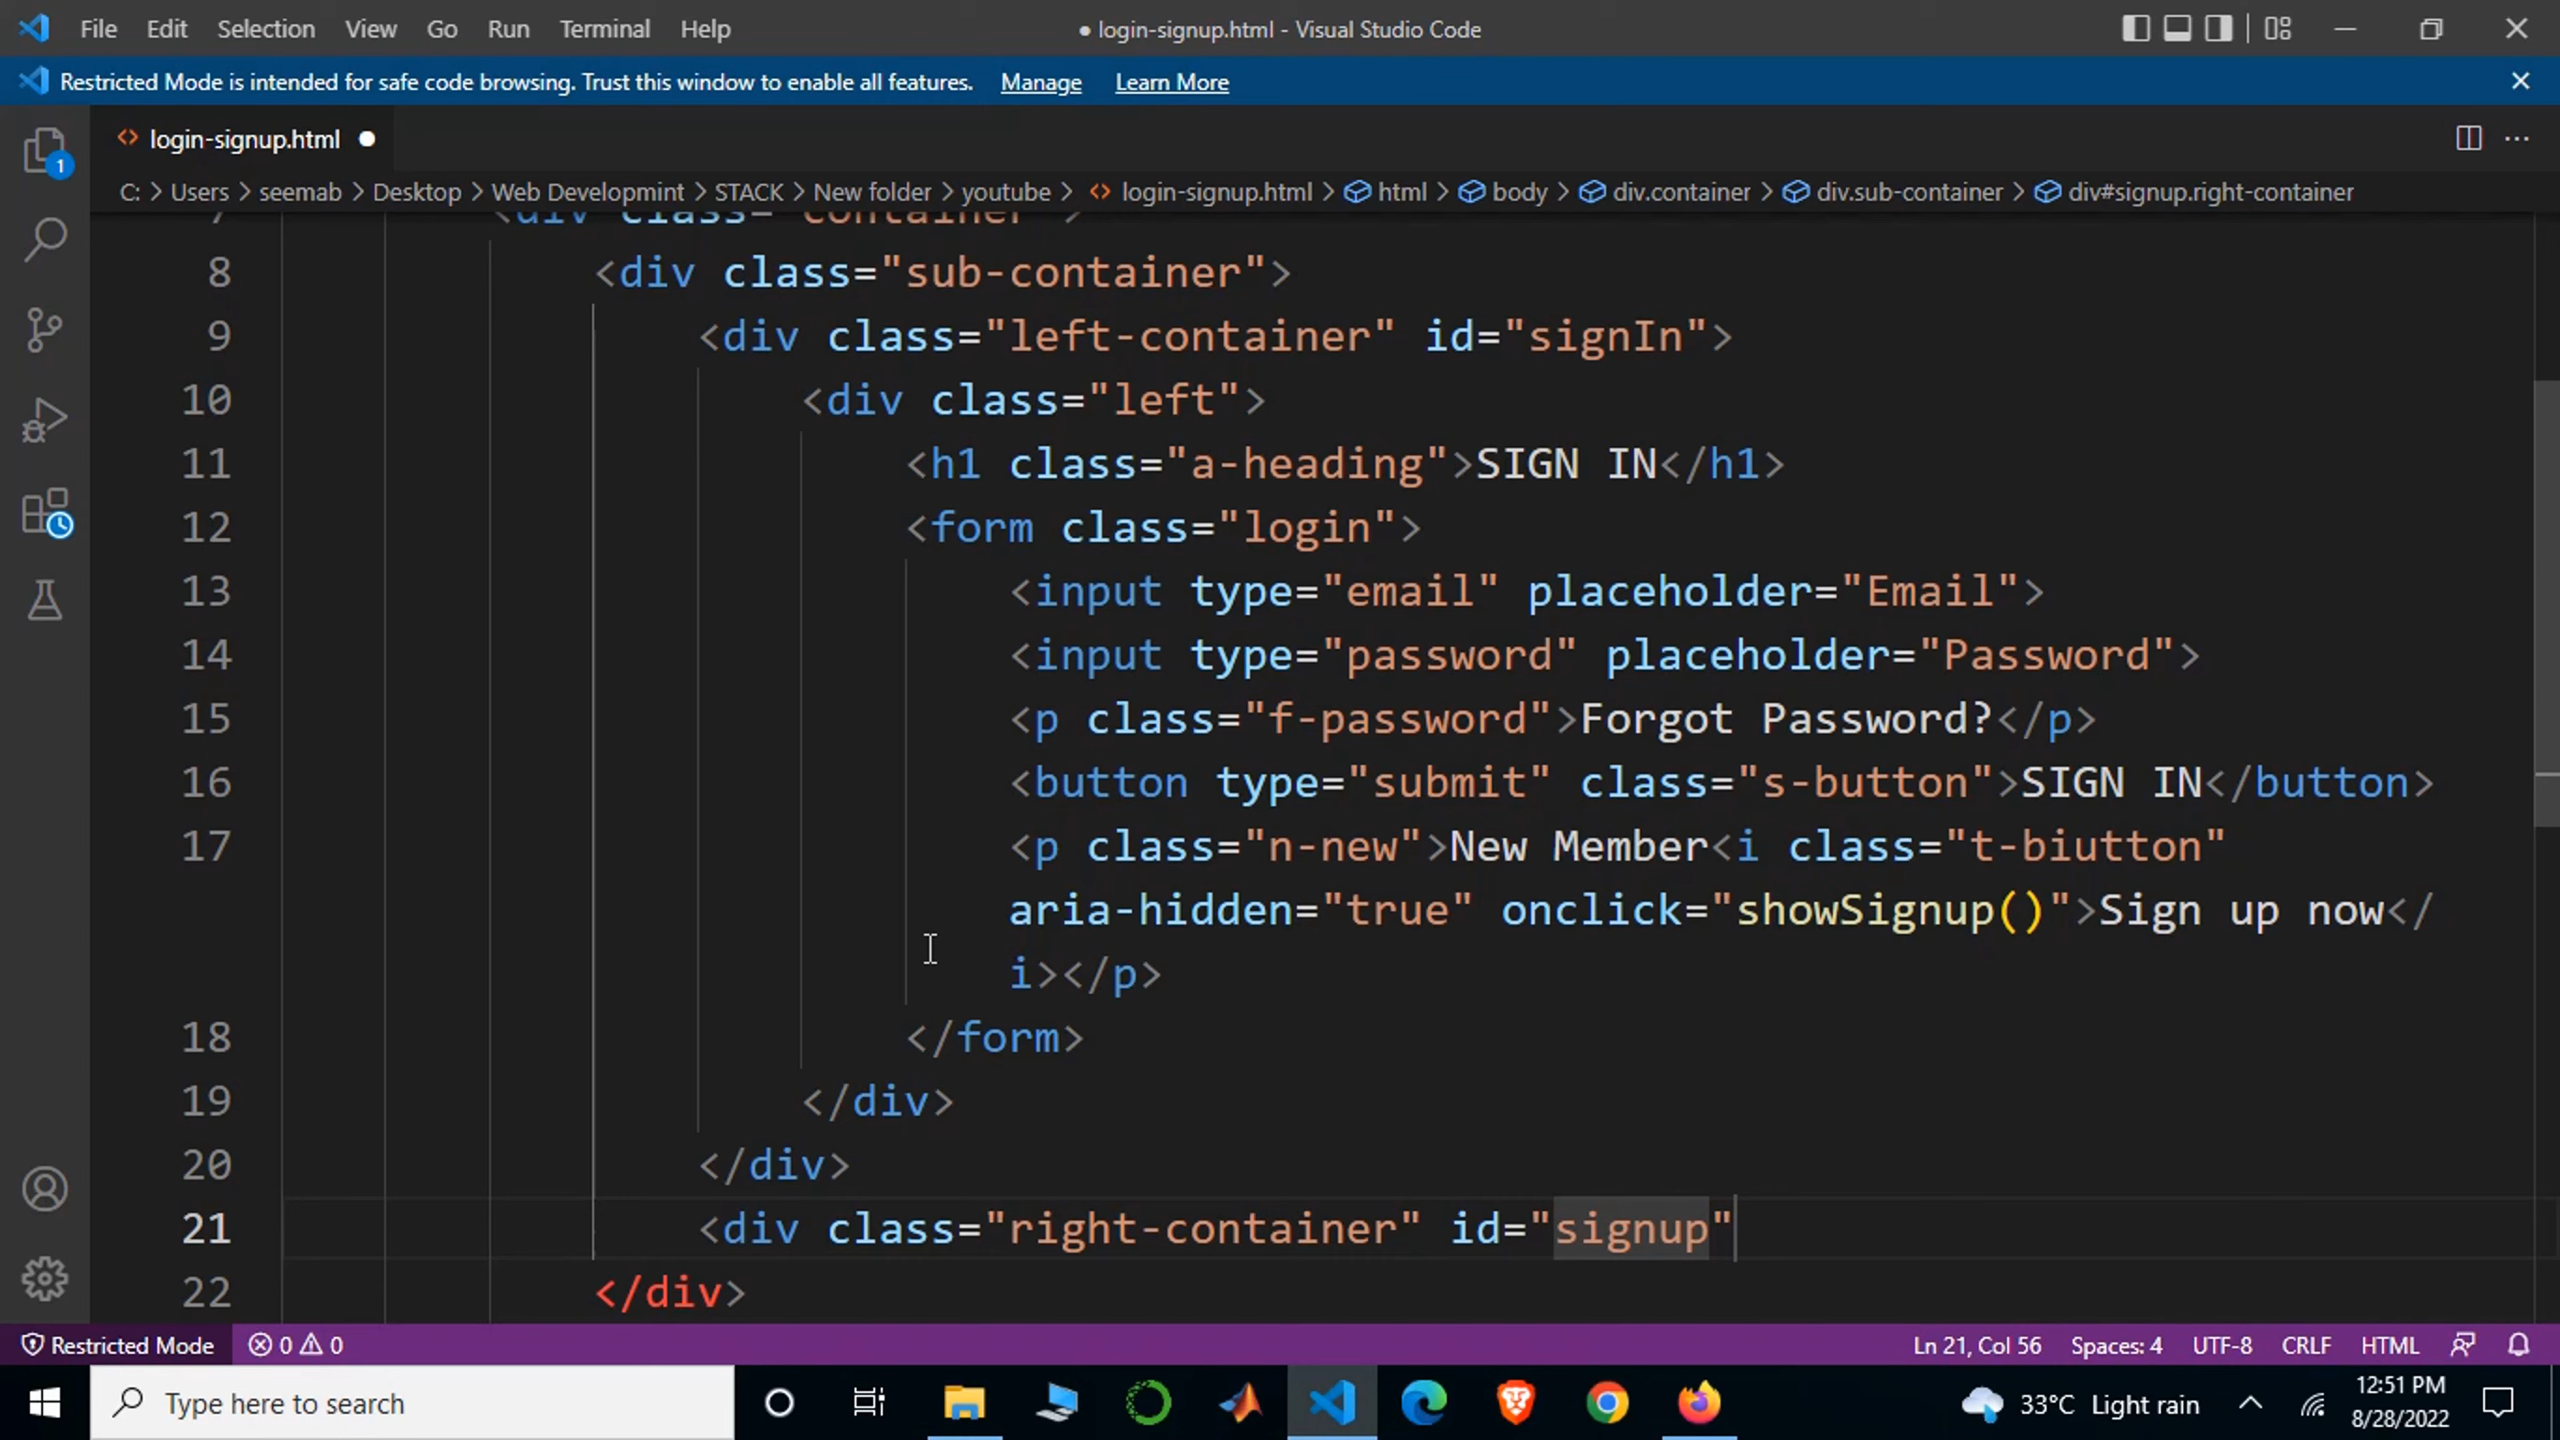 File Edit Selection View Go Run Terminal Help ● login-signup.html - Visual Studio Code
Restricted Mode is intended for safe code browsing. Trust this window to enable all features. Manage Learn More
<> login-signup.html ●
C: > Users > seemab > Desktop > Web Developmint > STACK > New folder > youtube > <> login-signup.html > html > body > div.container > div.sub-container > div#signup.right-container
7 <div class="container">
8 <div class="sub-container">
9 <div class="left-container" id="signIn">
10 <div class="left">
11 <h1 class="a-heading">SIGN IN</h1>
12 <form class="login">
13 <input type="email" placeholder="Email">
14 <input type="password" placeholder="Password">
15 <p class="f-password">Forgot Password?</p>
16 <button type="submit" class="s-button">SIGN IN</button>
17 <p class="n-new">New Member<i class="t-biutton"
aria-hidden="true" onclick="showSignup()">Sign up now</
i></p>
18 </form>
19 </div>
20 </div>
21 <div class="right-container" id="signup"
22 </div>
1
Restricted Mode 0 0 Ln 21, Col 56 Spaces: 4 UTF-8 CRLF HTML
Type here to search 33°C Light rain 12:51 PM
8/28/2022